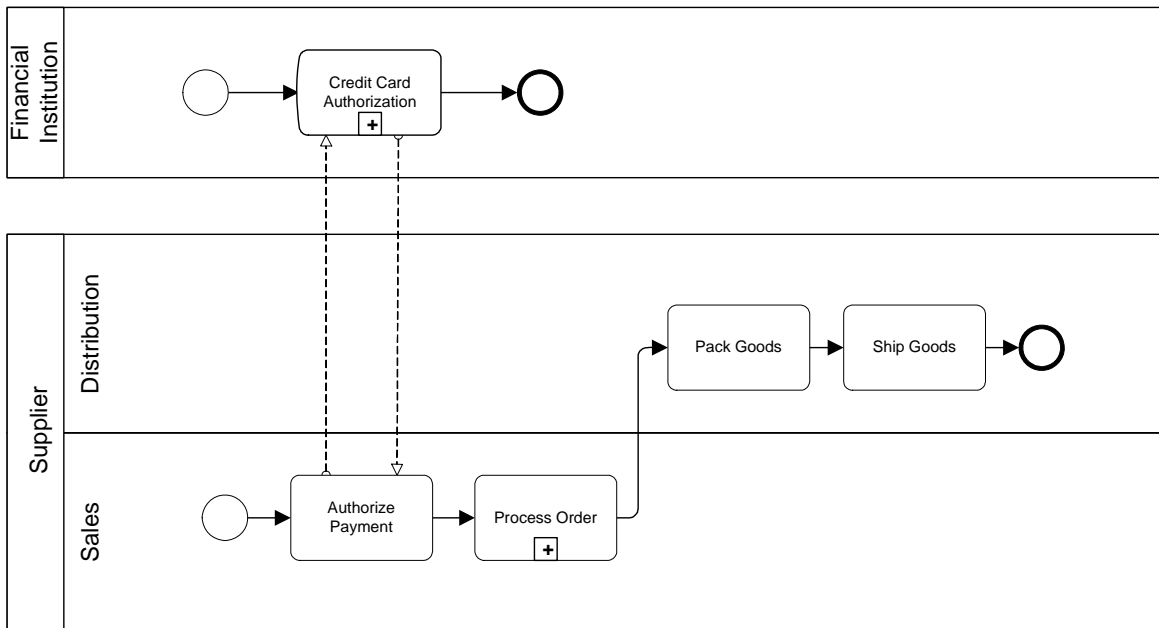 Financial
Institution
Credit Card
Authorization
+
Supplier
Distribution
Pack Goods
Ship Goods
Sales
Authorize
Payment
Process Order
+